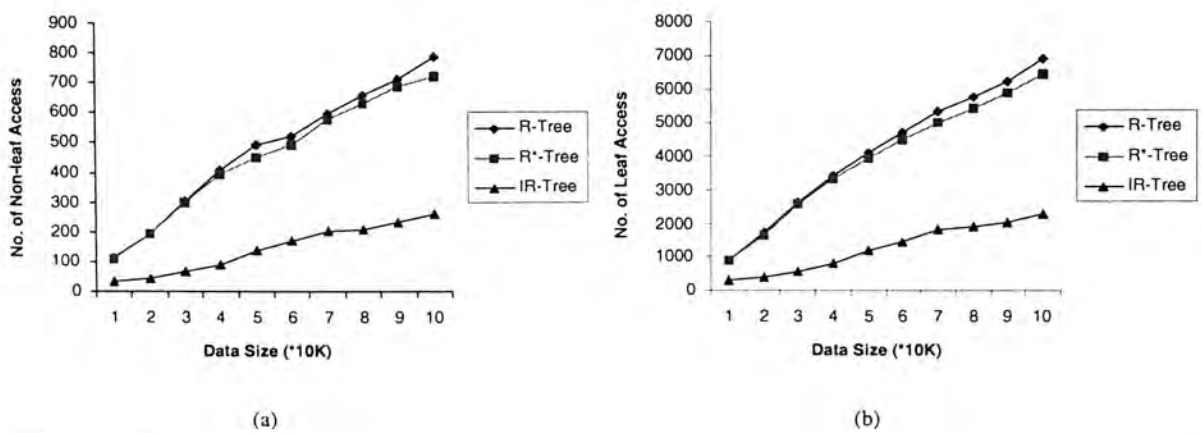 900
800
700
600
500
400
300
200
100
0
No. of Non-leaf Access
1 2 3 4 5 6 7 8 9 10
Data Size (*10K)
R-Tree
R*-Tree
IR-Tree
(a)
8000
7000
6000
5000
4000
3000
2000
1000
0
No. of Leaf Access
1 2 3 4 5 6 7 8 9 10
Data Size (*10K)
R-Tree
R*-Tree
IR-Tree
(b)